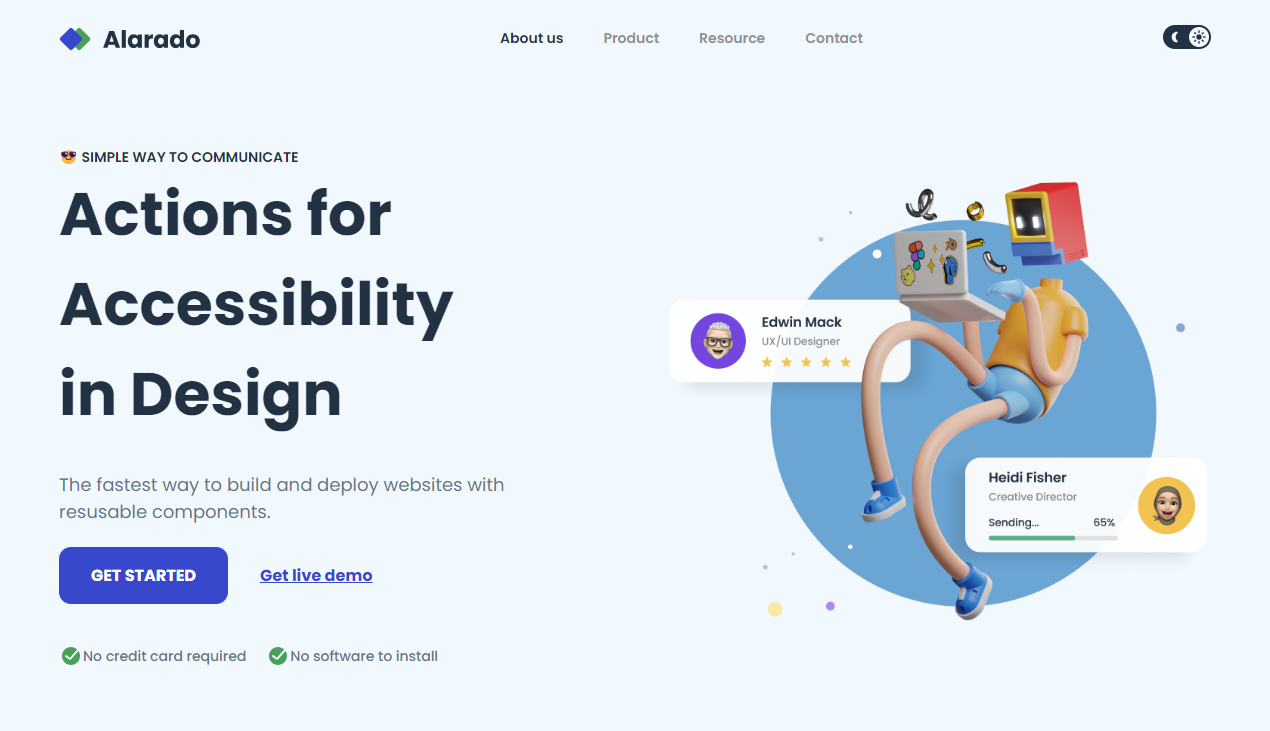 Alarado
About us Product Resource Contact
SIMPLE WAY TO COMMUNICATE
Actions for
Accessibility
in Design
The fastest way to build and deploy websites with
resusable components.
GET STARTED Get live demo
No credit card required No software to install
Edwin Mack
UX/UI Designer
Heidi Fisher
Creative Director
Sending... 65%